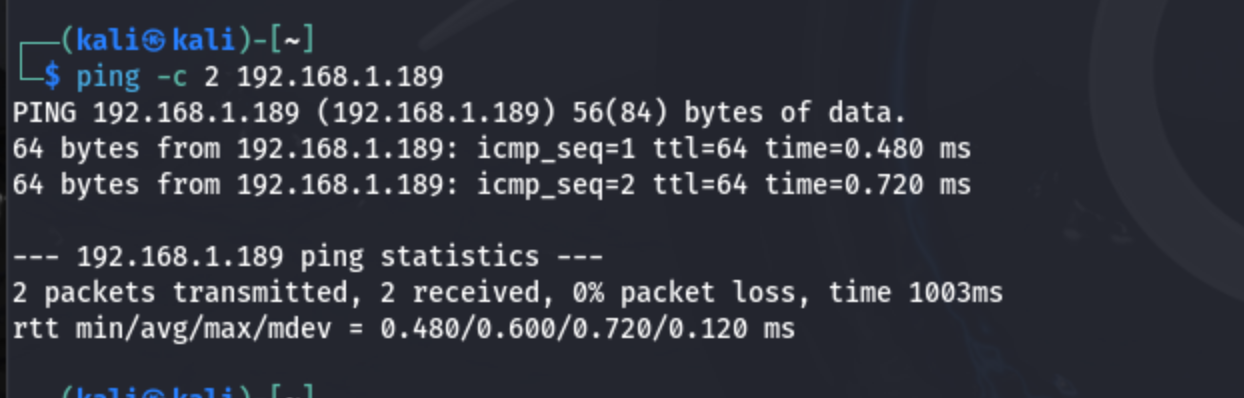 ┌──(kali㉿kali)-[~]
└─$ ping -c 2 192.168.1.189
PING 192.168.1.189 (192.168.1.189) 56(84) bytes of data.
64 bytes from 192.168.1.189: icmp_seq=1 ttl=64 time=0.480 ms
64 bytes from 192.168.1.189: icmp_seq=2 ttl=64 time=0.720 ms

--- 192.168.1.189 ping statistics ---
2 packets transmitted, 2 received, 0% packet loss, time 1003ms
rtt min/avg/max/mdev = 0.480/0.600/0.720/0.120 ms

(kali㉿kali)-[~]